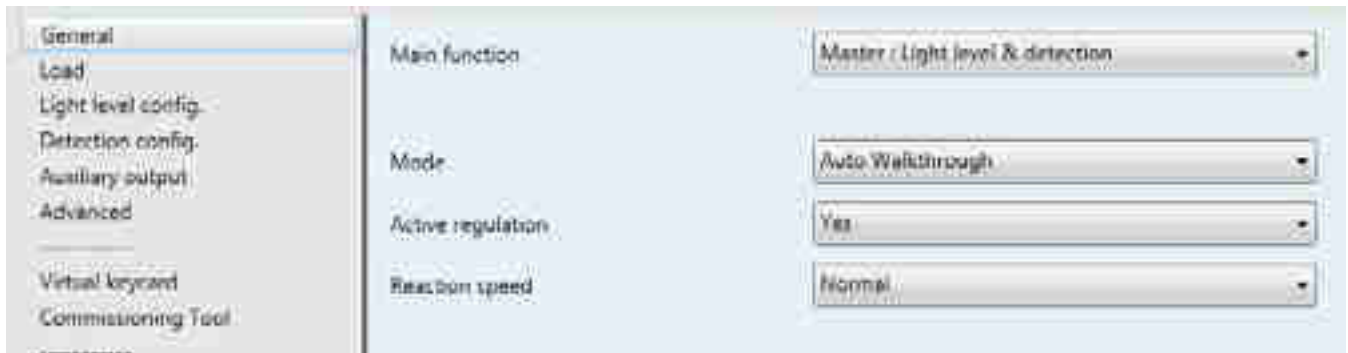 General
Load
Light level config.
Detection config.
Auxiliary output
Advanced
Virtual keycard
Commissioning Tool
Main function
Master / Light level & detection
Mode
Auto Walkthrough
Active regulation
Yes
Reaction speed
Normal